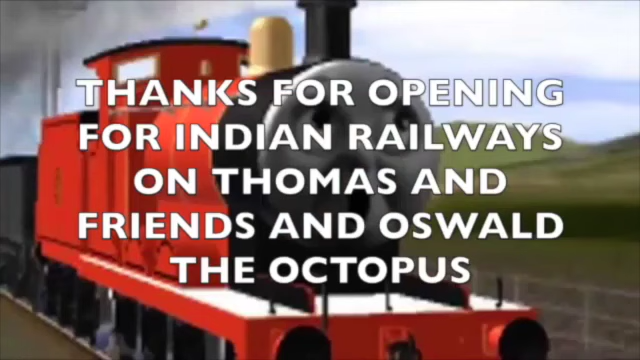 THANKS FOR OPENING
FOR INDIAN RAILWAYS
ON THOMAS AND
FRIENDS AND OSWALD
THE OCTOPUS